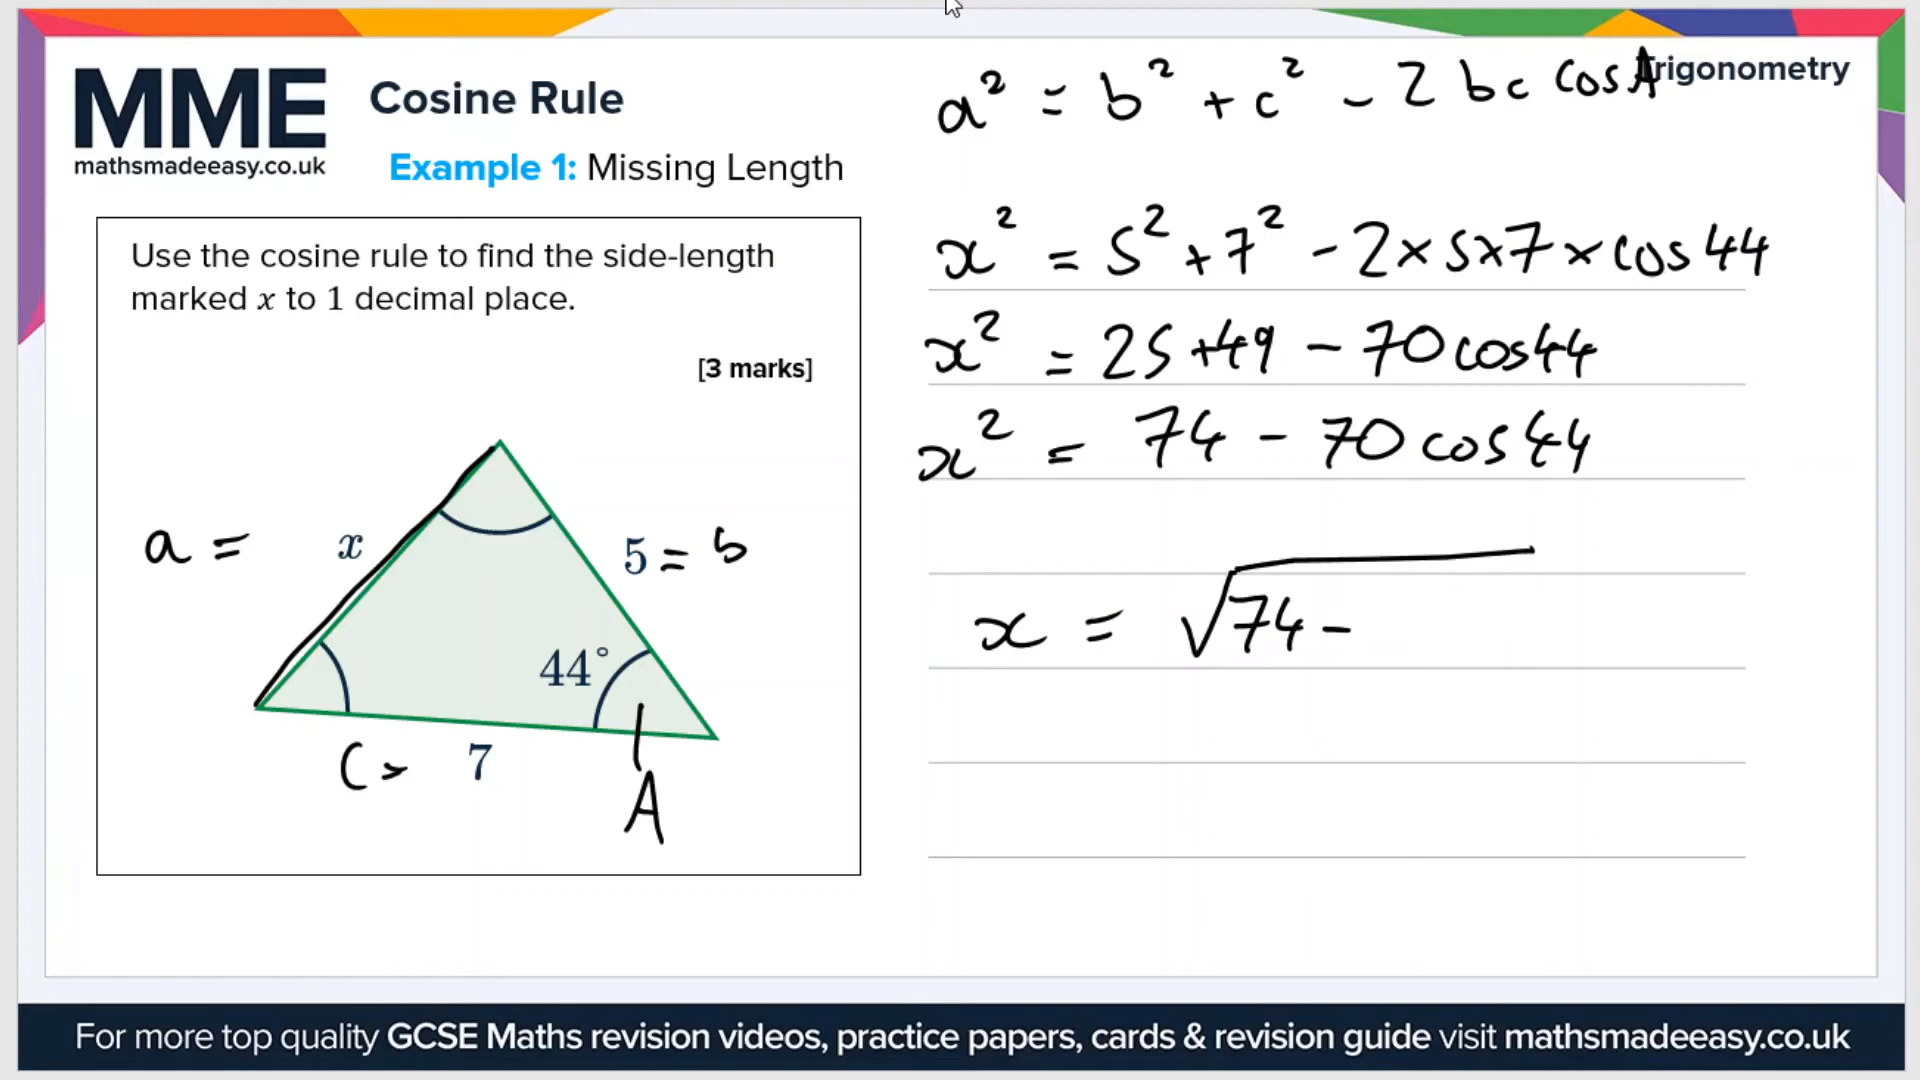 MME
mathsmadeeasy.co.uk
Cosine Rule
Example 1: Missing Length
Trigonometry
Use the cosine rule to find the side-length
marked x to 1 decimal place.
[3 marks]
a =
x
5 = b
44°
C = 7
A
a² = b² + c² - 2 bc cosA
x² = 5² + 7² - 2 × 5 × 7 × cos 44
x² = 25 + 49 - 70 cos 44
x² = 74 - 70 cos 44
x = √74 -
For more top quality GCSE Maths revision videos, practice papers, cards & revision guide visit mathsmadeeasy.co.uk